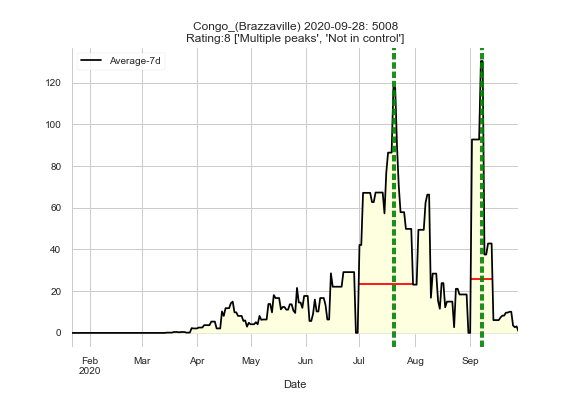 Congo_(Brazzaville) 2020-09-28: 5008
Rating:8 ['Multiple peaks', 'Not in control']
Average-7d
120
100
80
60
40
20
0
Feb Mar Apr May Jun Jul Aug Sep
2020
Date